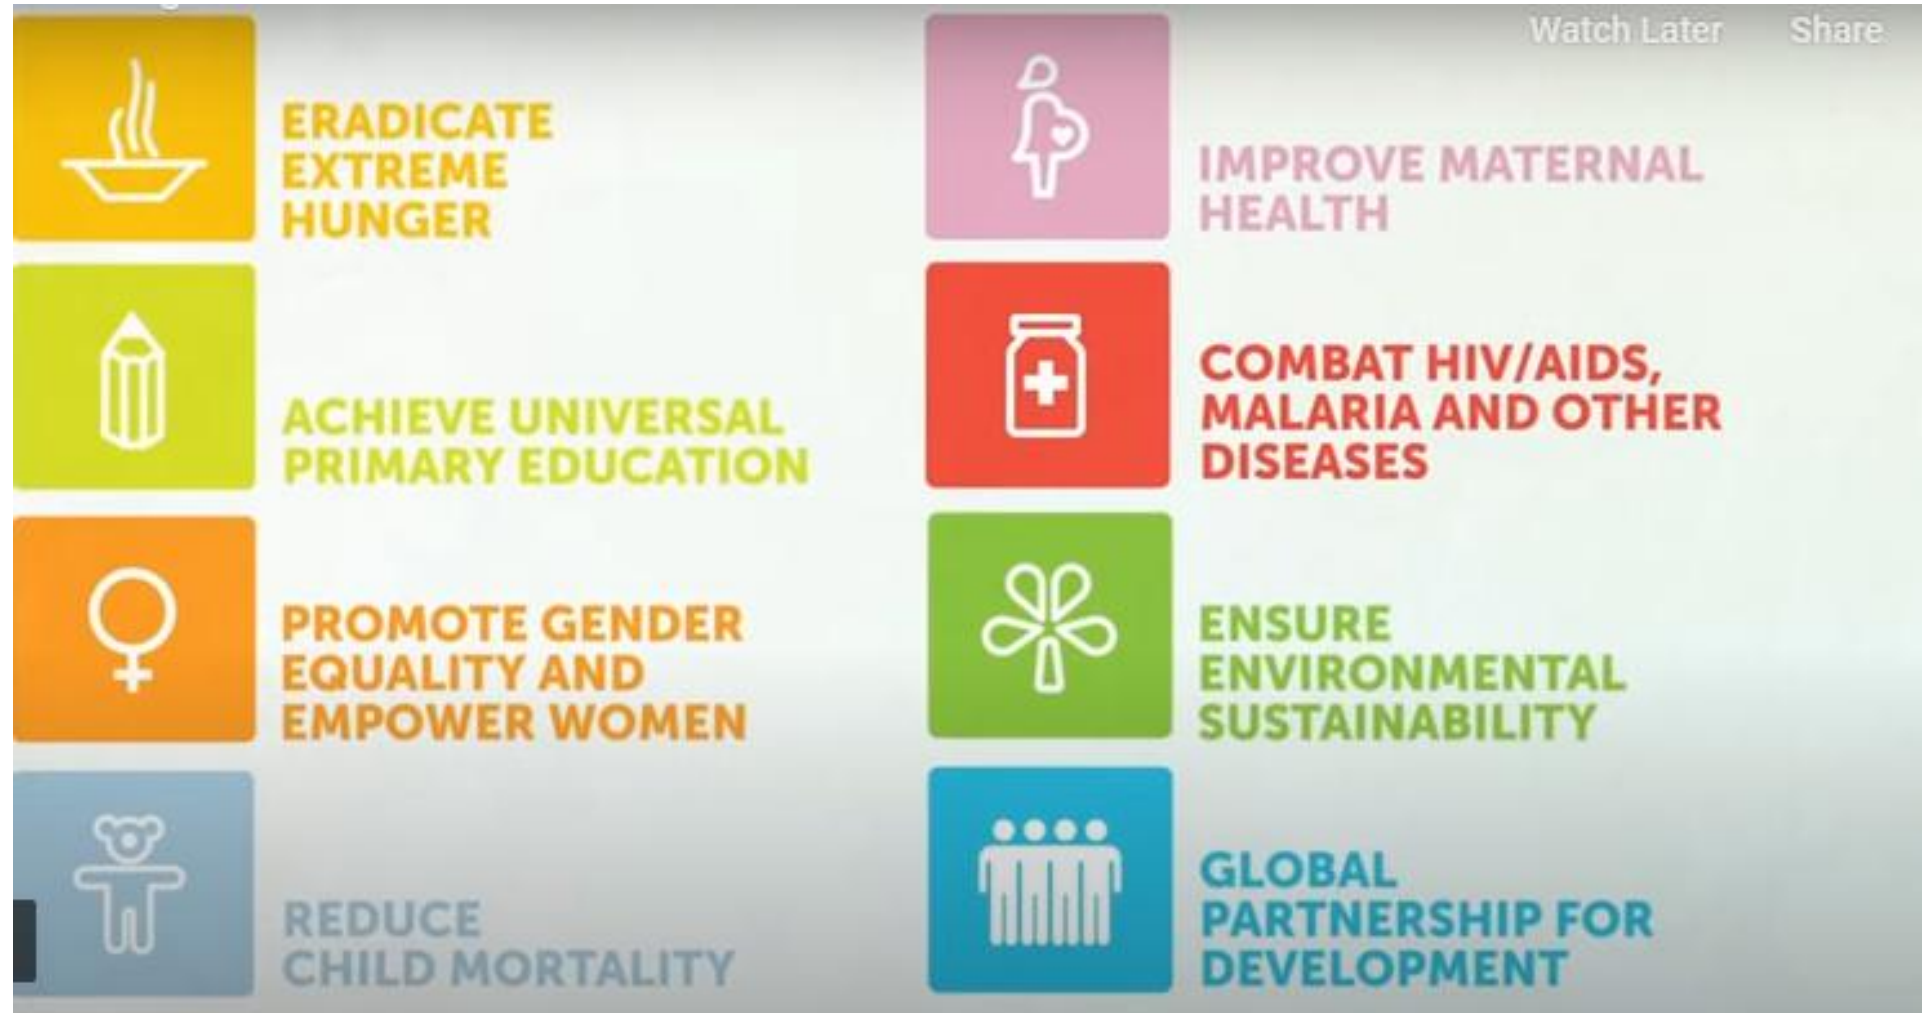 Watch Later
Share
ERADICATE
EXTREME
HUNGER
ACHIEVE UNIVERSAL
PRIMARY EDUCATION
PROMOTE GENDER
EQUALITY AND
EMPOWER WOMEN
REDUCE
CHILD MORTALITY
IMPROVE MATERNAL
HEALTH
COMBAT HIV/AIDS,
MALARIA AND OTHER
DISEASES
ENSURE
ENVIRONMENTAL
SUSTAINABILITY
GLOBAL
PARTNERSHIP FOR
DEVELOPMENT